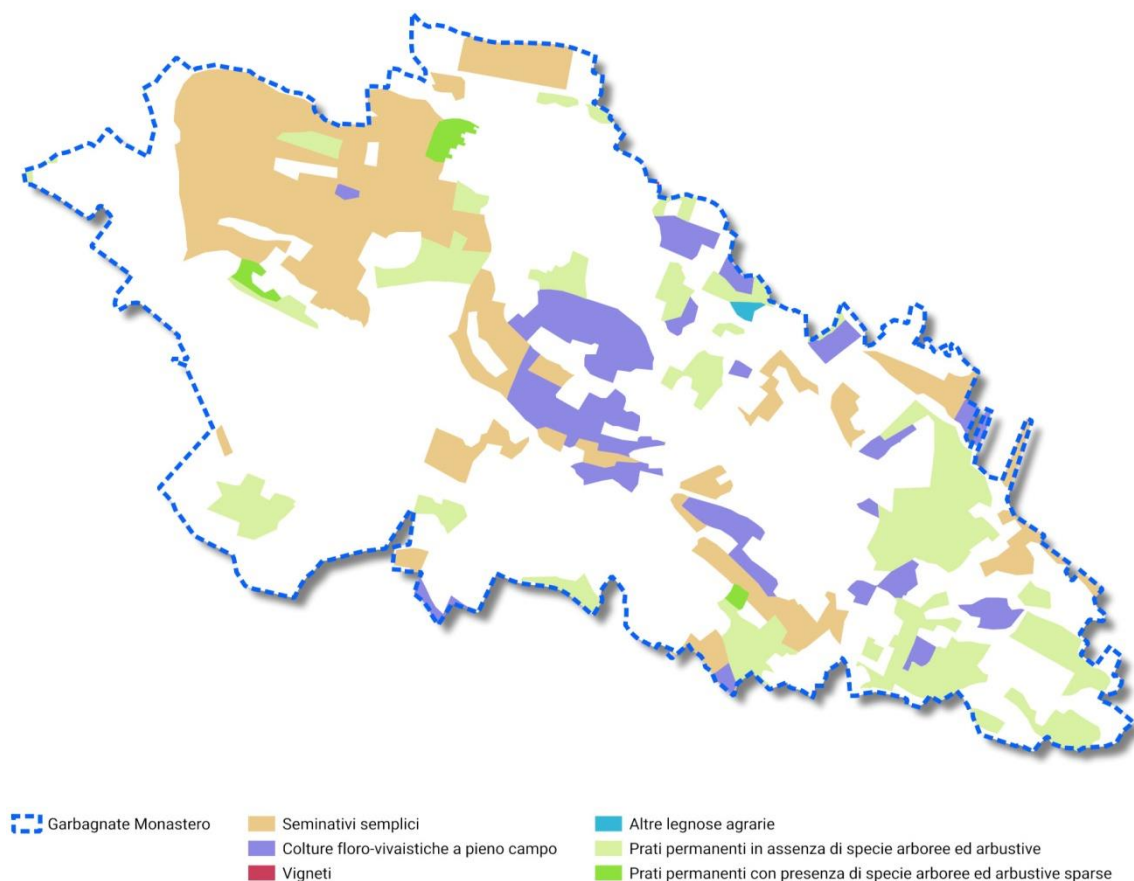 Garbagnate Monastero
Seminativi semplici
Colture floro-vivaistiche a pieno campo
Vigneti
Altre legnose agrarie
Prati permanenti in assenza di specie arboree ed arbustive
Prati permanenti con presenza di specie arboree ed arbustive sparse